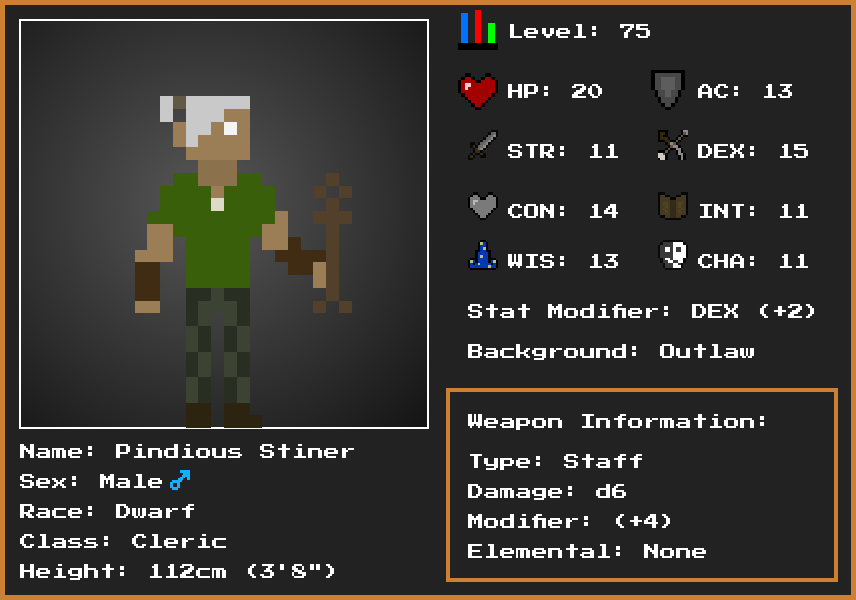 Level: 75
HP: 20 AC: 13
STR: 11 DEX: 15
CON: 14 INT: 11
WIS: 13 CHA: 11
Stat Modifier: DEX (+2)
Background: Outlaw
Weapon Information:
Type: Staff
Damage: d6
Modifier: (+4)
Elemental: None
Name: Pindious Stiner
Sex: Male♂
Race: Dwarf
Class: Cleric
Height: 112cm (3'8")